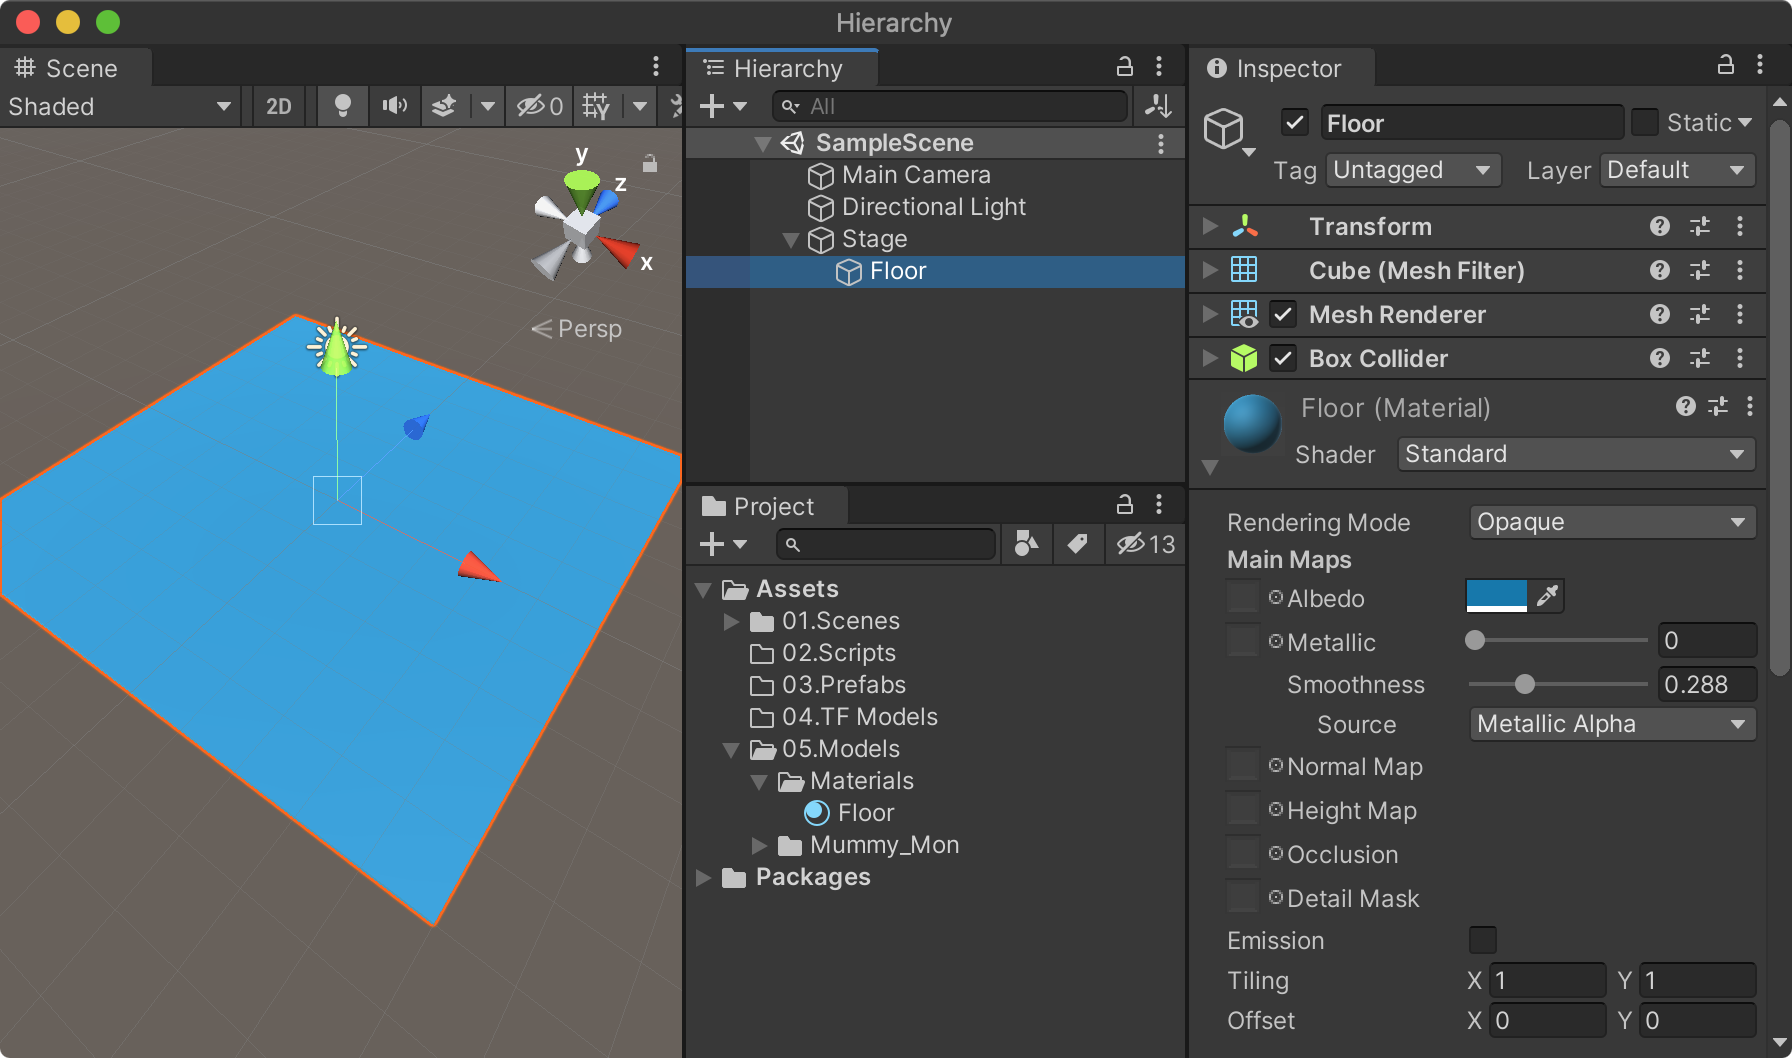 Hierarchy
Scene
Shaded
2D
0
y
z
x
Persp
Hierarchy
All
SampleScene
Main Camera
Directional Light
Stage
Floor
Project
13
Assets
01.Scenes
02.Scripts
03.Prefabs
04.TF Models
05.Models
Materials
Floor
Mummy_Mon
Packages
Inspector
Floor
Static
Tag Untagged Layer Default
Transform
Cube (Mesh Filter)
Mesh Renderer
Box Collider
Floor (Material)
Shader Standard
Rendering Mode Opaque
Main Maps
Albedo
Metallic 0
Smoothness 0.288
Source Metallic Alpha
Normal Map
Height Map
Occlusion
Detail Mask
Emission
Tiling X 1 Y 1
Offset X 0 Y 0